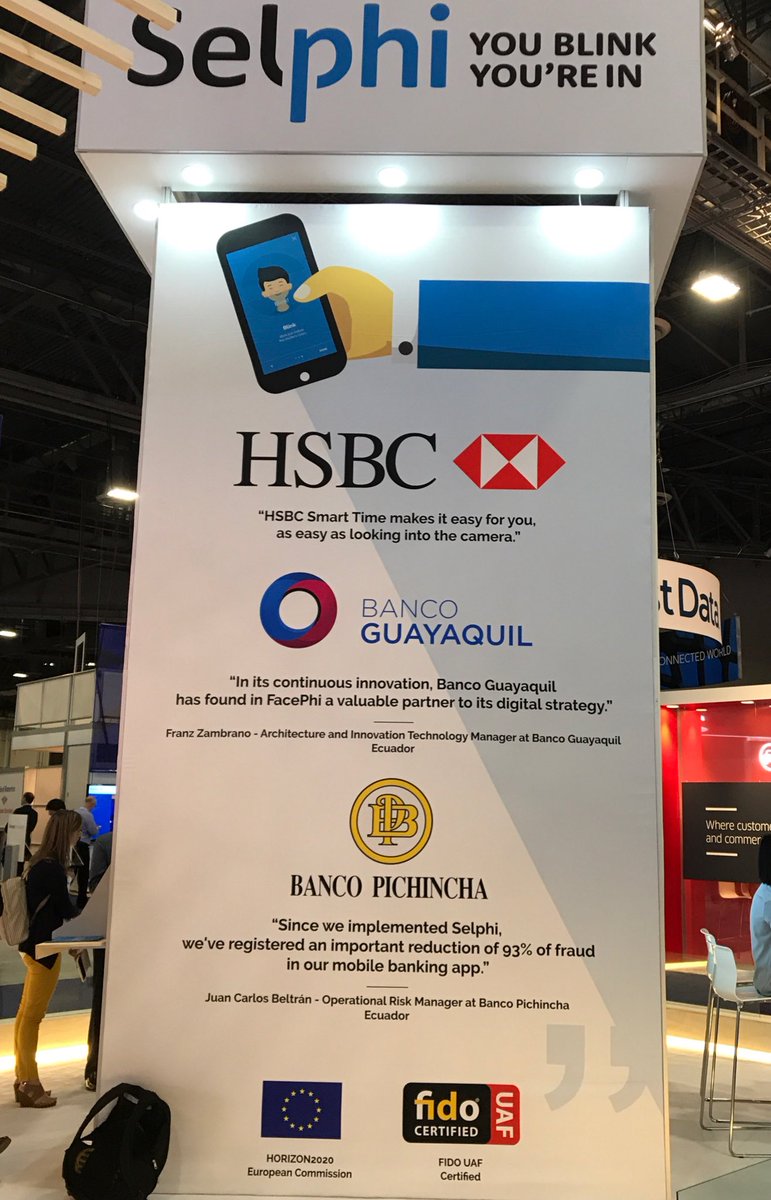 Selphi YOU BLINK
YOU'RE IN
Blink
HSBC
“HSBC Smart Time makes it easy for you,
as easy as looking into the camera.”
BANCO
GUAYAQUIL
“In its continuous innovation, Banco Guayaquil
has found in FacePhi a valuable partner to its digital strategy.”
Franz Zambrano - Architecture and Innovation Technology Manager at Banco Guayaquil
Ecuador
BANCO PICHINCHA
“Since we implemented Selphi,
we've registered an important reduction of 93% of fraud
in our mobile banking app.”
Juan Carlos Beltrán - Operational Risk Manager at Banco Pichincha
Ecuador
HORIZON2020
European Commission
fido
CERTIFIED
UAF
FIDO UAF
Certified
t Data
ONNECTED WORLD
Where custome
and commer